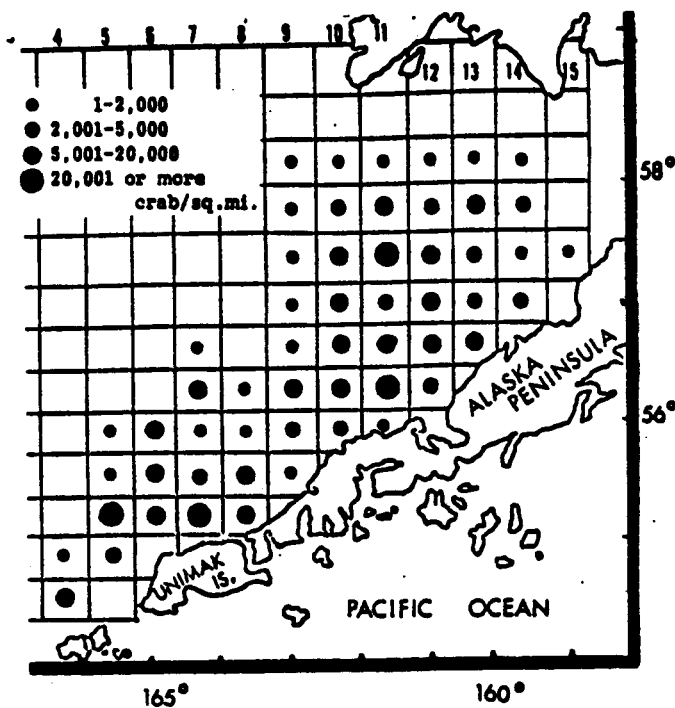 4 5 6 7 8 9 10 11
12 13 14 15
1-2,000
2,001-5,000
5,001-20,000
20,001 or more
crab/sq.mi.
58°
ALASKA
PENINSULA
56°
UNIMAK
IS.
PACIFIC OCEAN
165° 160°